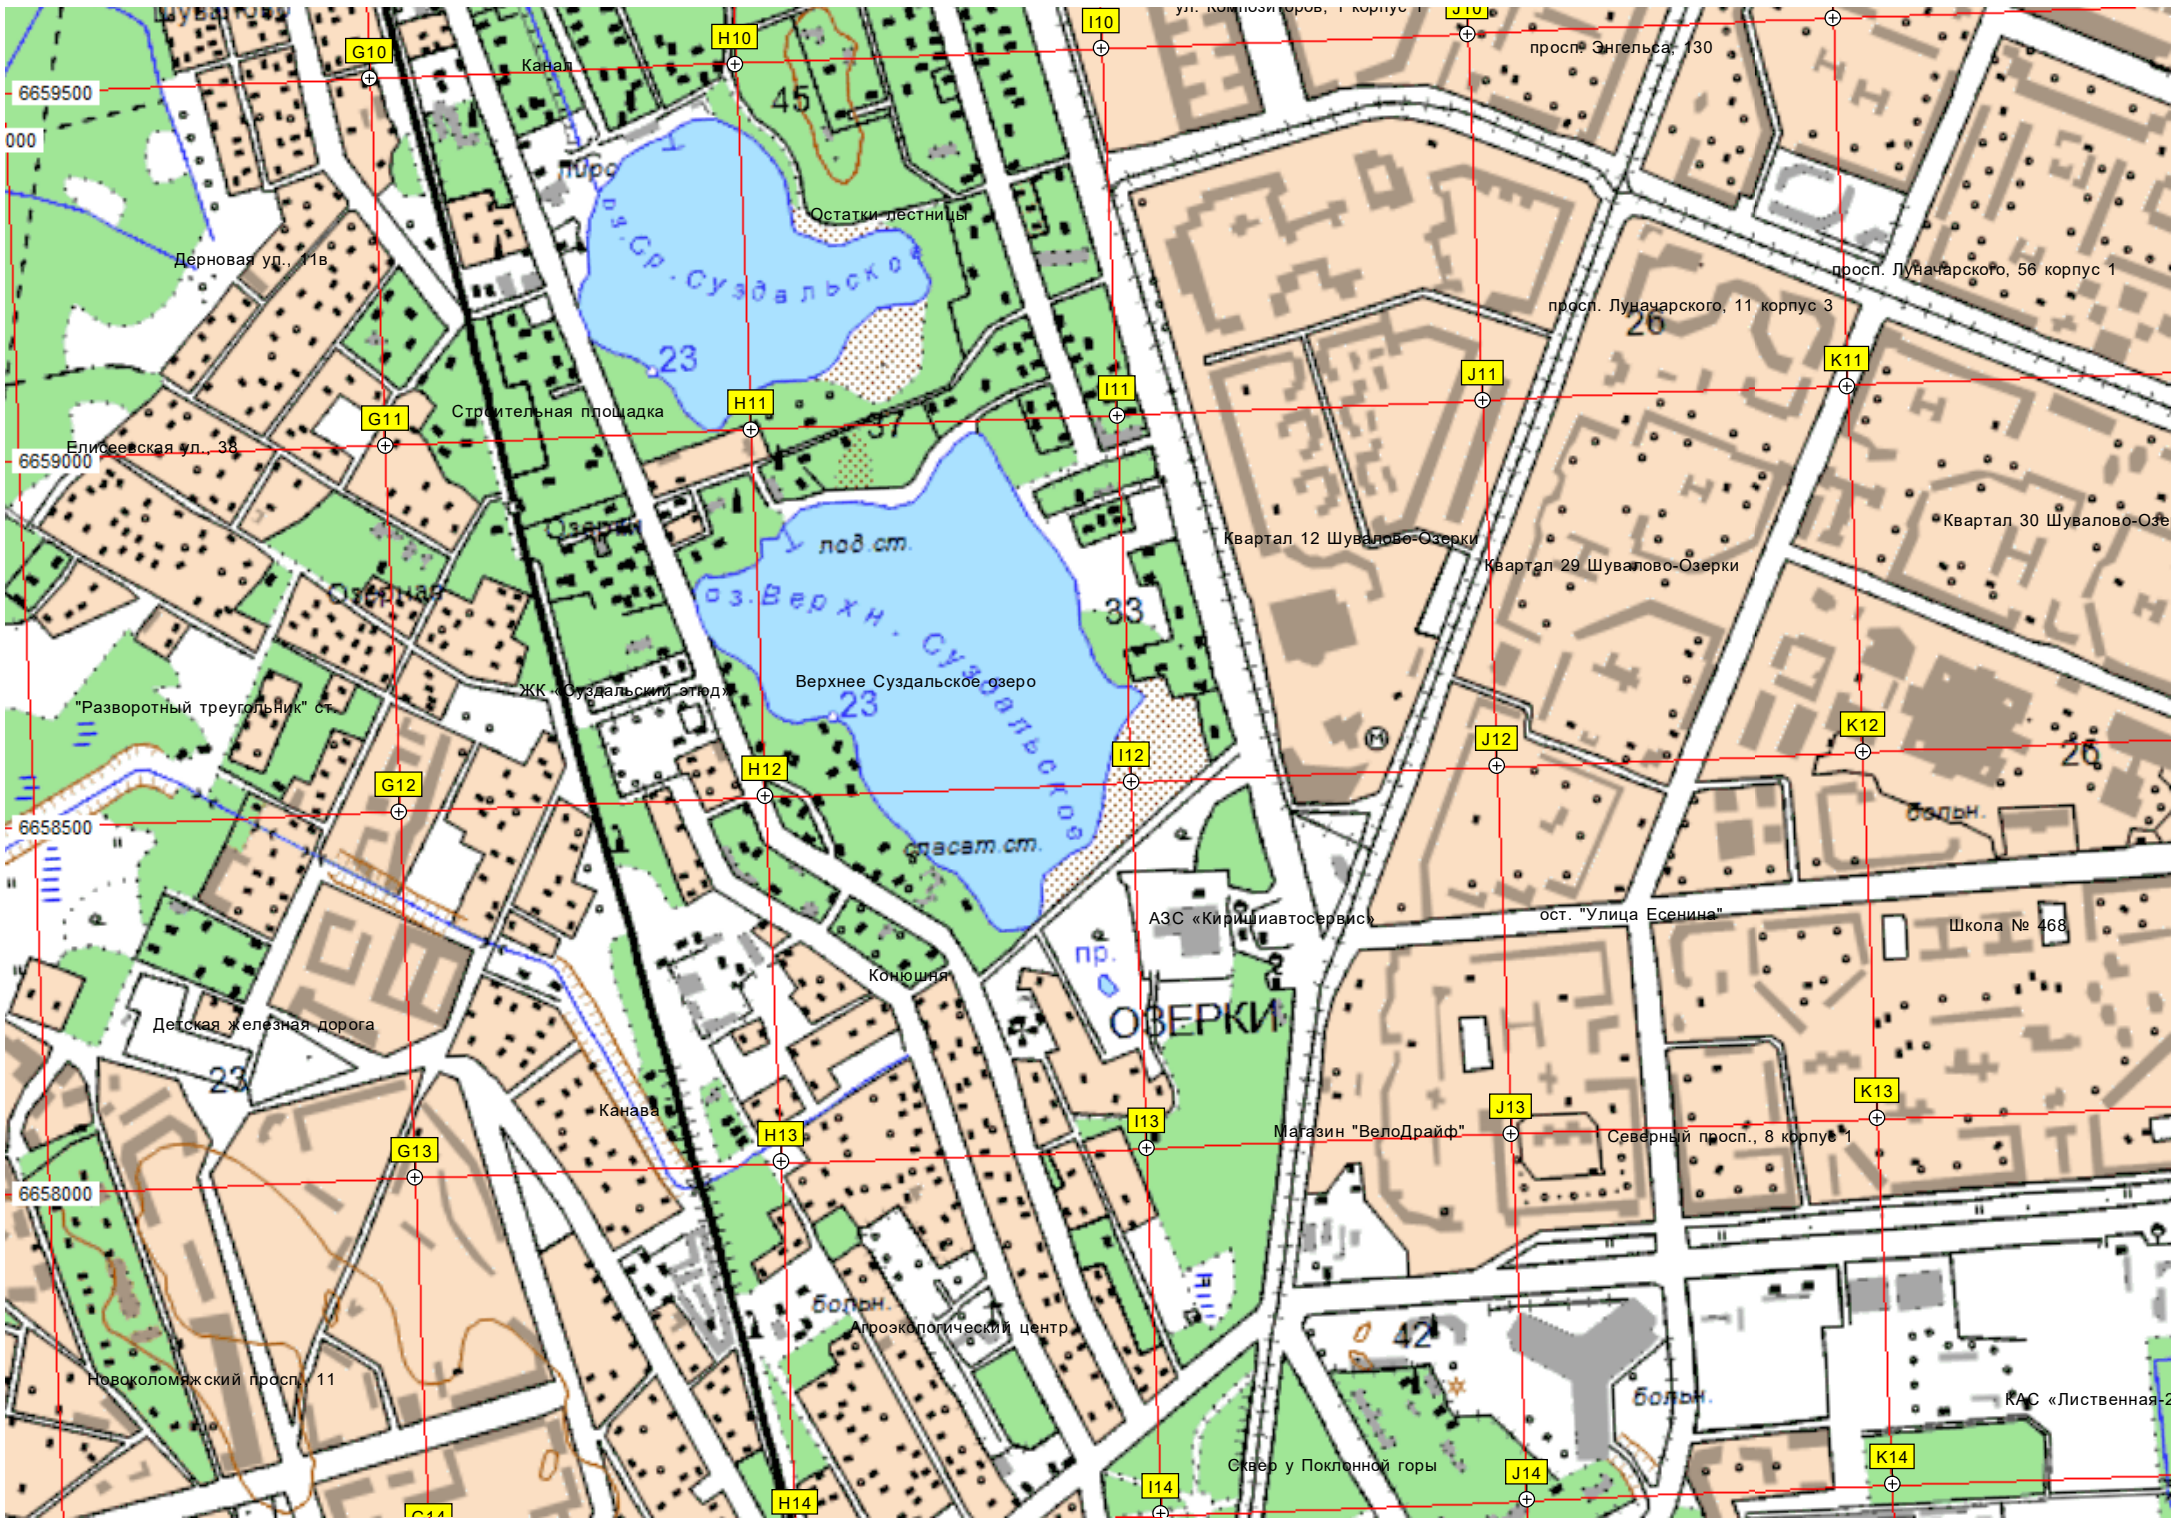 ул. Композиторов, 1 корпус 1
J10
I10
H10
G10
просп. Энгельса, 130
Канал
6659500
45
000
Остатки лестницы
оз.Ср.Суздальское
Дерновая ул., 11в
просп. Луначарского, 56 корпус 1
просп. Луначарского, 11 корпус 3
26
23
K11
J11
I11
H11
G11
Строительная площадка
37
Елисеевская ул., 38
6659000
Квартал 30 Шувалово-Озе
Озерки
Квартал 12 Шувалово-Озерки
под.ст.
Квартал 29 Шувалово-Озерки
Озерная
оз.Верхн. Суздальское
33
Верхнее Суздальское озеро
ЖК «Суздальский этюд»
"Разворотный треугольник" ст.
23
М
K12
J12
I12
H12
G12
26
больн.
6658500
спасат.ст.
АЗС «Киришиавтосервис»
ост. "Улица Есенина"
Школа № 468
пр.
Конюшня
ОЗЕРКИ
Детская железная дорога
23
K13
J13
I13
H13
G13
Канава
Магазин "ВелоДрайф"
Северный просп., 8 корпус 1
6658000
больн.
Агроэкологический центр
42
Новоколомяжский просп., 11
больн.
КАС «Лиственная-2
Сквер у Поклонной горы
K14
J14
I14
H14
G14